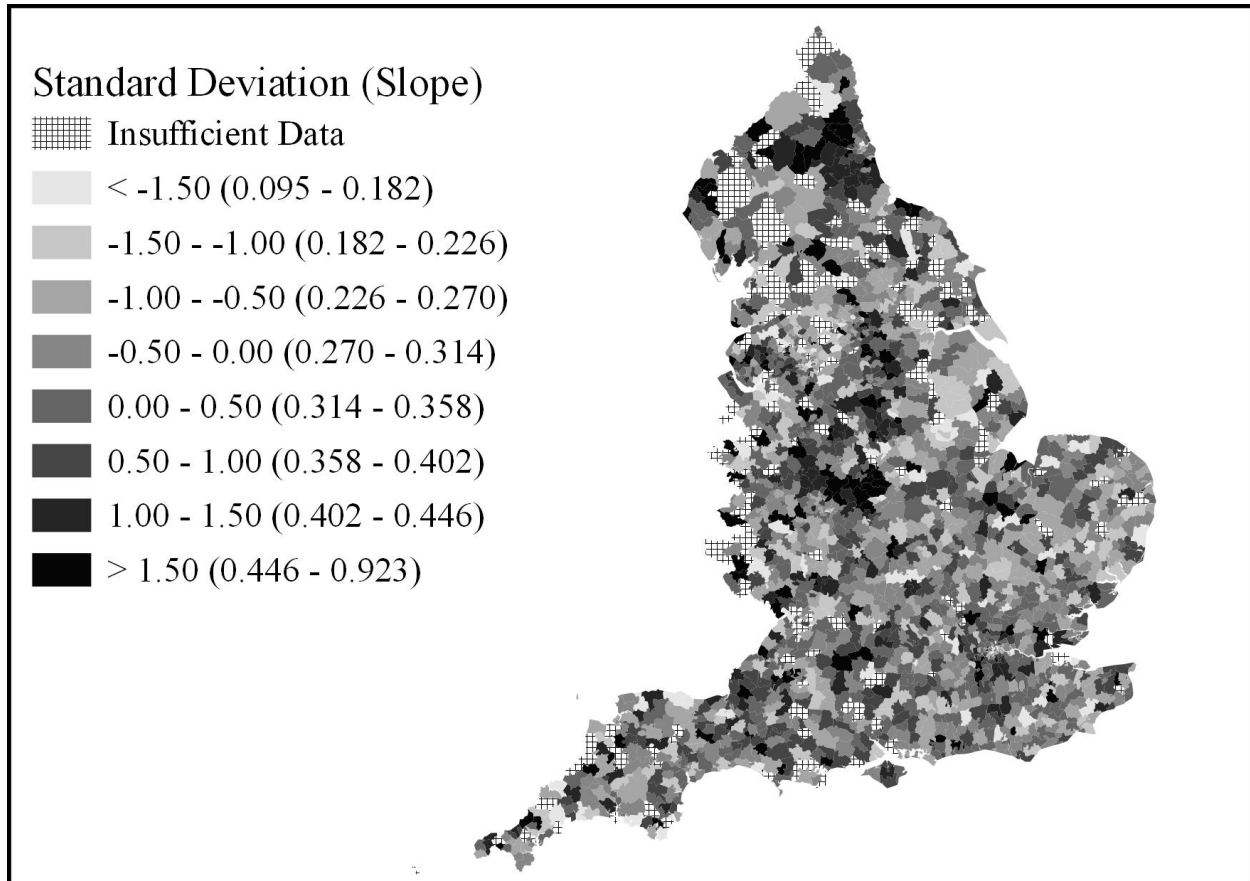 Standard Deviation (Slope)
Insufficient Data
< -1.50 (0.095 - 0.182)
-1.50 - -1.00 (0.182 - 0.226)
-1.00 - -0.50 (0.226 - 0.270)
-0.50 - 0.00 (0.270 - 0.314)
0.00 - 0.50 (0.314 - 0.358)
0.50 - 1.00 (0.358 - 0.402)
1.00 - 1.50 (0.402 - 0.446)
> 1.50 (0.446 - 0.923)